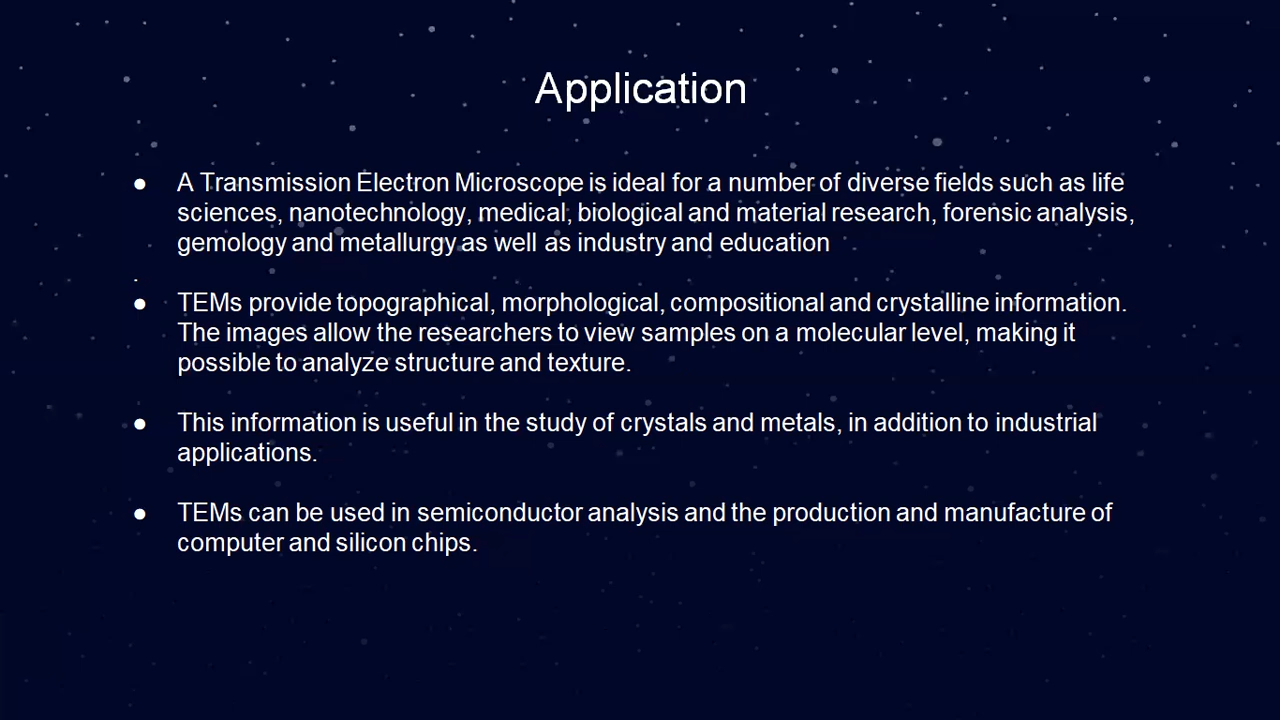 Application
● A Transmission Electron Microscope is ideal for a number of diverse fields such as life
sciences, nanotechnology, medical, biological and material research, forensic analysis,
gemology and metallurgy as well as industry and education
.
● TEMs provide topographical, morphological, compositional and crystalline information.
The images allow the researchers to view samples on a molecular level, making it
possible to analyze structure and texture.
● This information is useful in the study of crystals and metals, in addition to industrial
applications.
● TEMs can be used in semiconductor analysis and the production and manufacture of
computer and silicon chips.